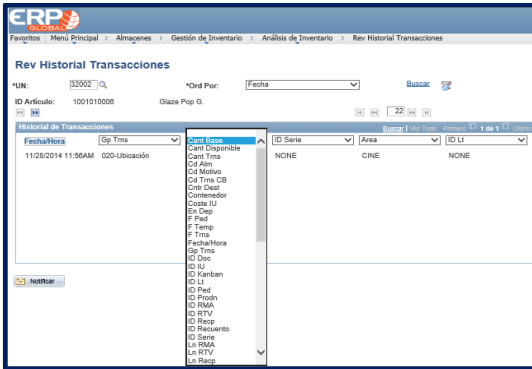 ERP
GLOBAL
Favoritos Menú Principal > Almacenes > Gestión de Inventario > Análisis de Inventario > Rev Historial Transacciones
Rev Historial Transacciones
*UN: 32002 *Ord Por: Fecha Buscar
ID Artículo: 1001010006 Glaze Pop G.
22
Historial de Transacciones Buscar | Ver Todo Primero 1 de 1 Último
Fecha/Hora Gp Trns Cant Base ID Serie Area ID Lt
11/28/2014 11:56AM 020-Ubicación NONE CINE NONE
Cant Disponible
Cant Trns
Cd Alm
Cd Motivo
Cd Trns CB
Cntr Dest
Contenedor
Coste IU
En Dep
F Ped
F Temp
F Trns
Fecha/Hora
Gp Trns
ID Doc
ID IU
ID Kanban
ID Lt
ID Ped
ID Prodn
ID RMA
ID RTV
ID Recp
ID Recuento
ID Serie
Ln RMA
Ln RTV
Ln Recp
Notificar